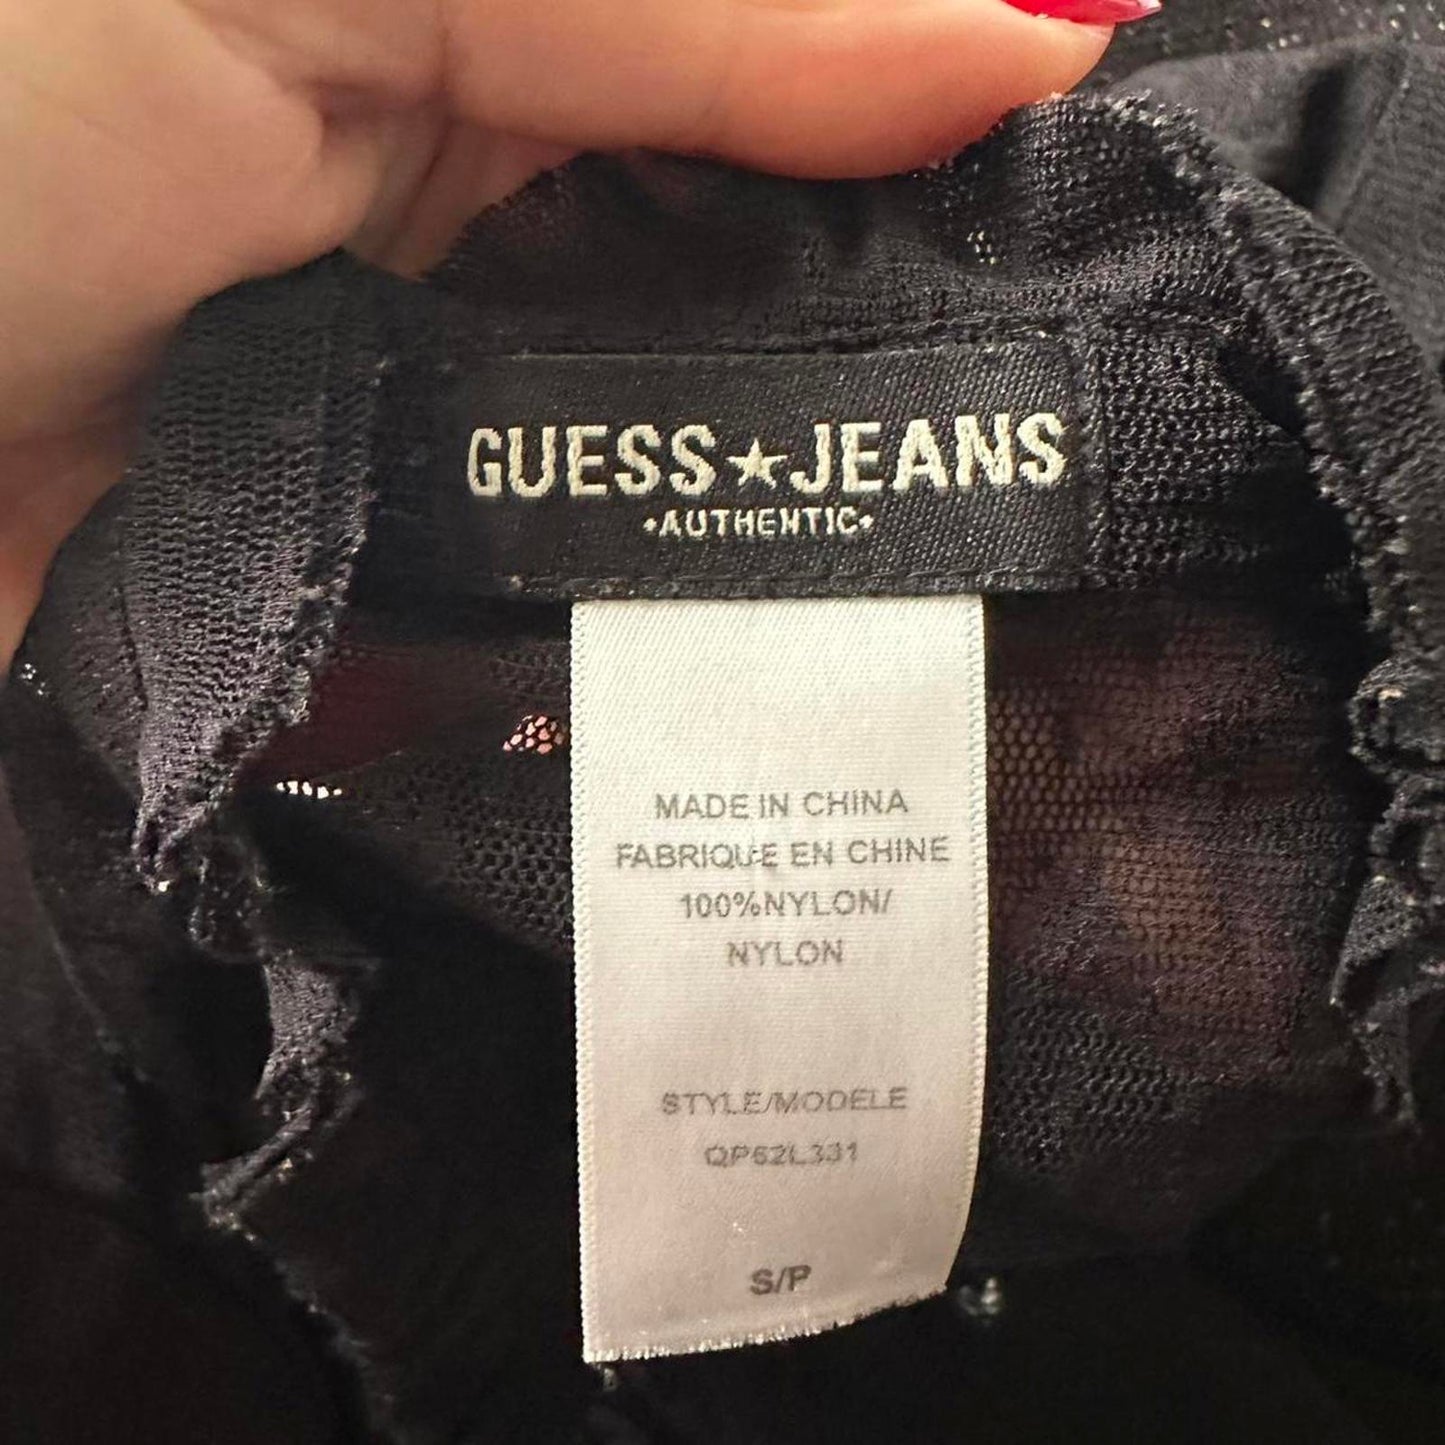 GUESS★JEANS
•AUTHENTIC•
MADE IN CHINA
FABRIQUE EN CHINE
100%NYLON/
NYLON
STYLE/MODELE
QP62L331
S/P